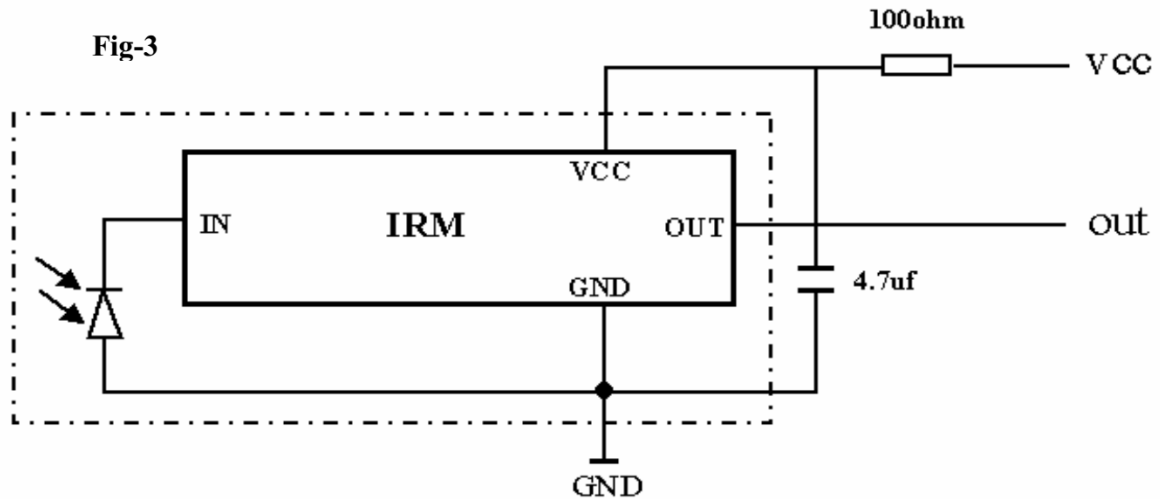 100ohm
Fig-3
VCC
VCC
IN
IRM
OUT
out
GND
4.7uf
GND